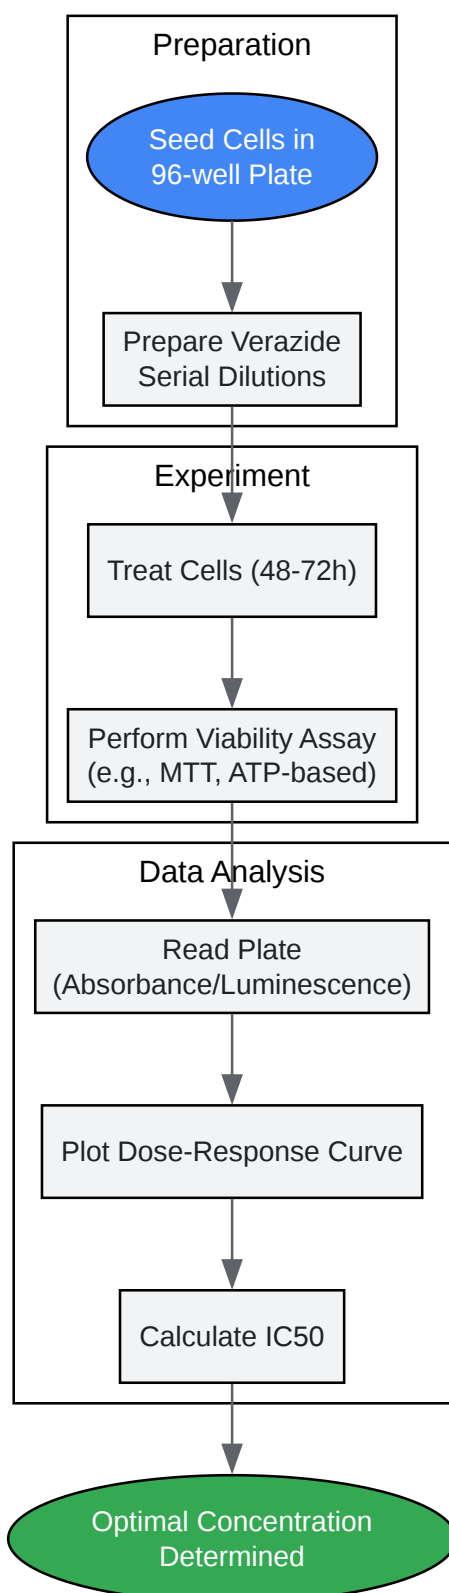 Preparation
Seed Cells in
96-well Plate
Prepare Verazide
Serial Dilutions
Experiment
Treat Cells (48-72h)
Perform Viability Assay
(e.g., MTT, ATP-based)
Data Analysis
Read Plate
(Absorbance/Luminescence)
Plot Dose-Response Curve
Calculate IC50
Optimal Concentration
Determined